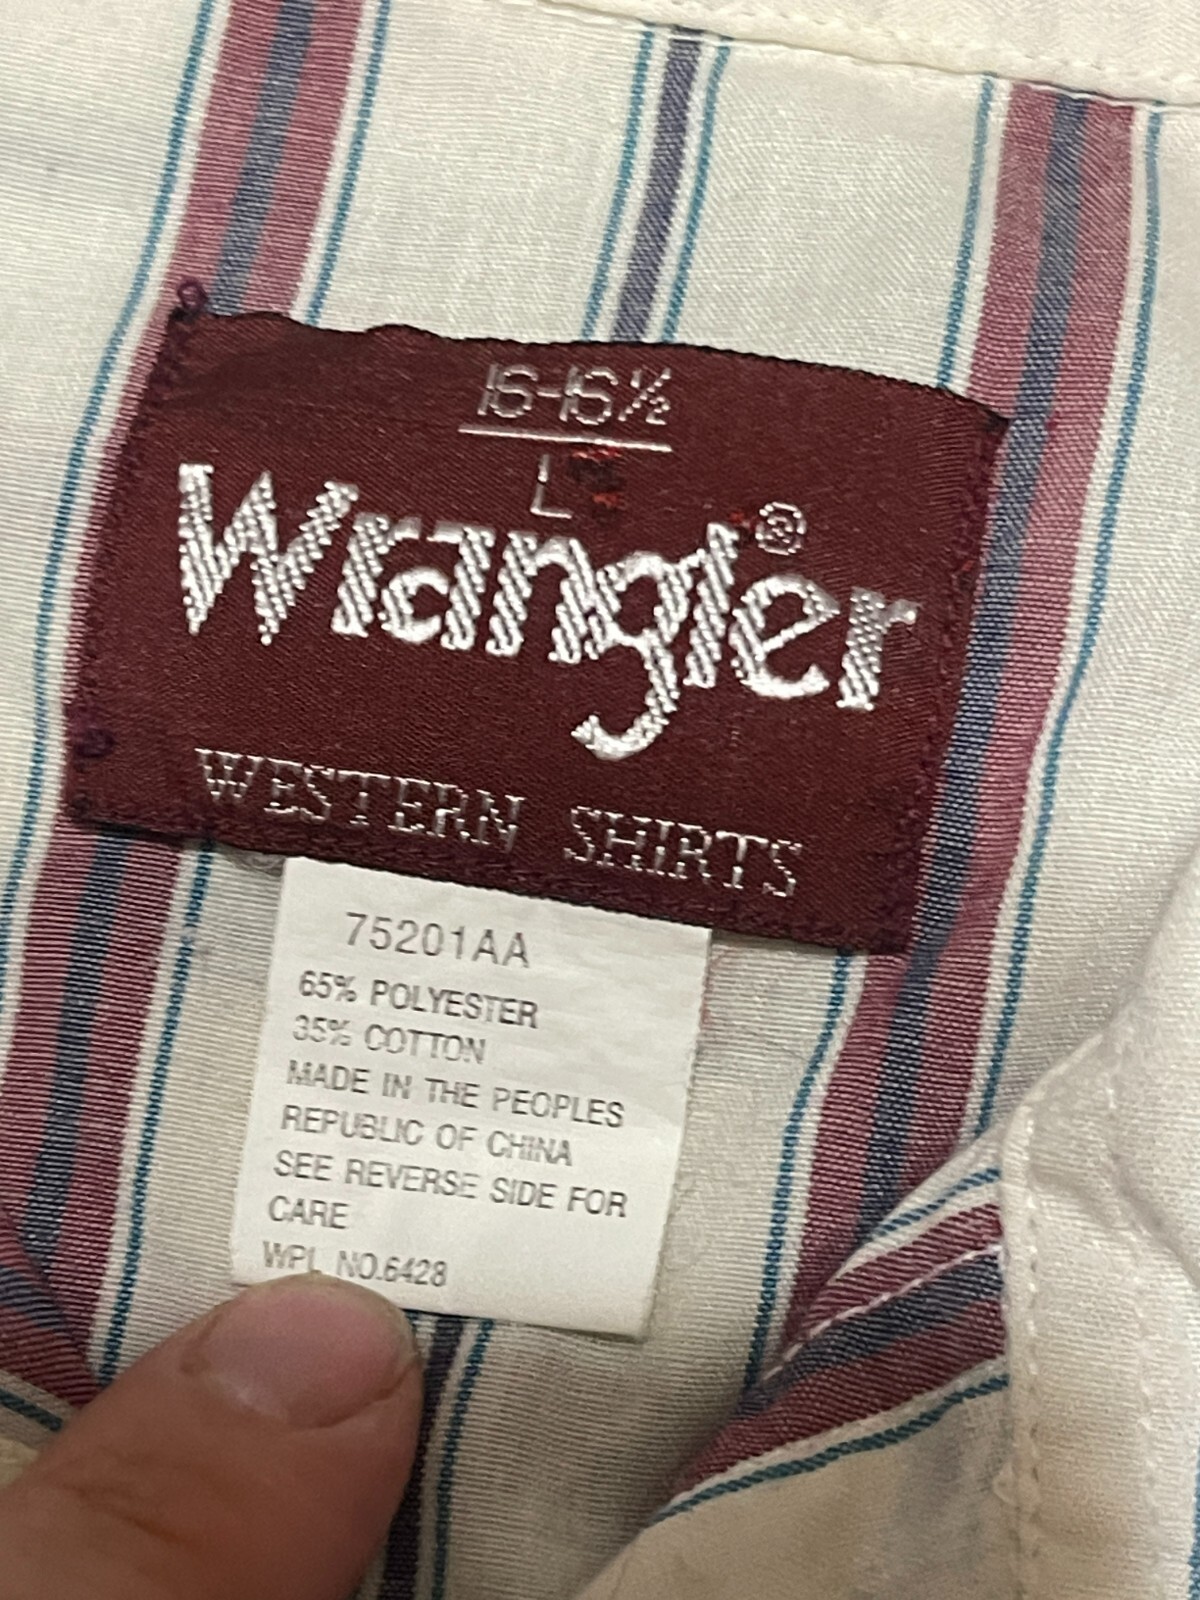 16-16½
L
Wrangler®
WESTERN SHIRTS
75201AA
65% POLYESTER
35% COTTON
MADE IN THE PEOPLES
REPUBLIC OF CHINA
SEE REVERSE SIDE FOR
CARE
WPL NO.6428